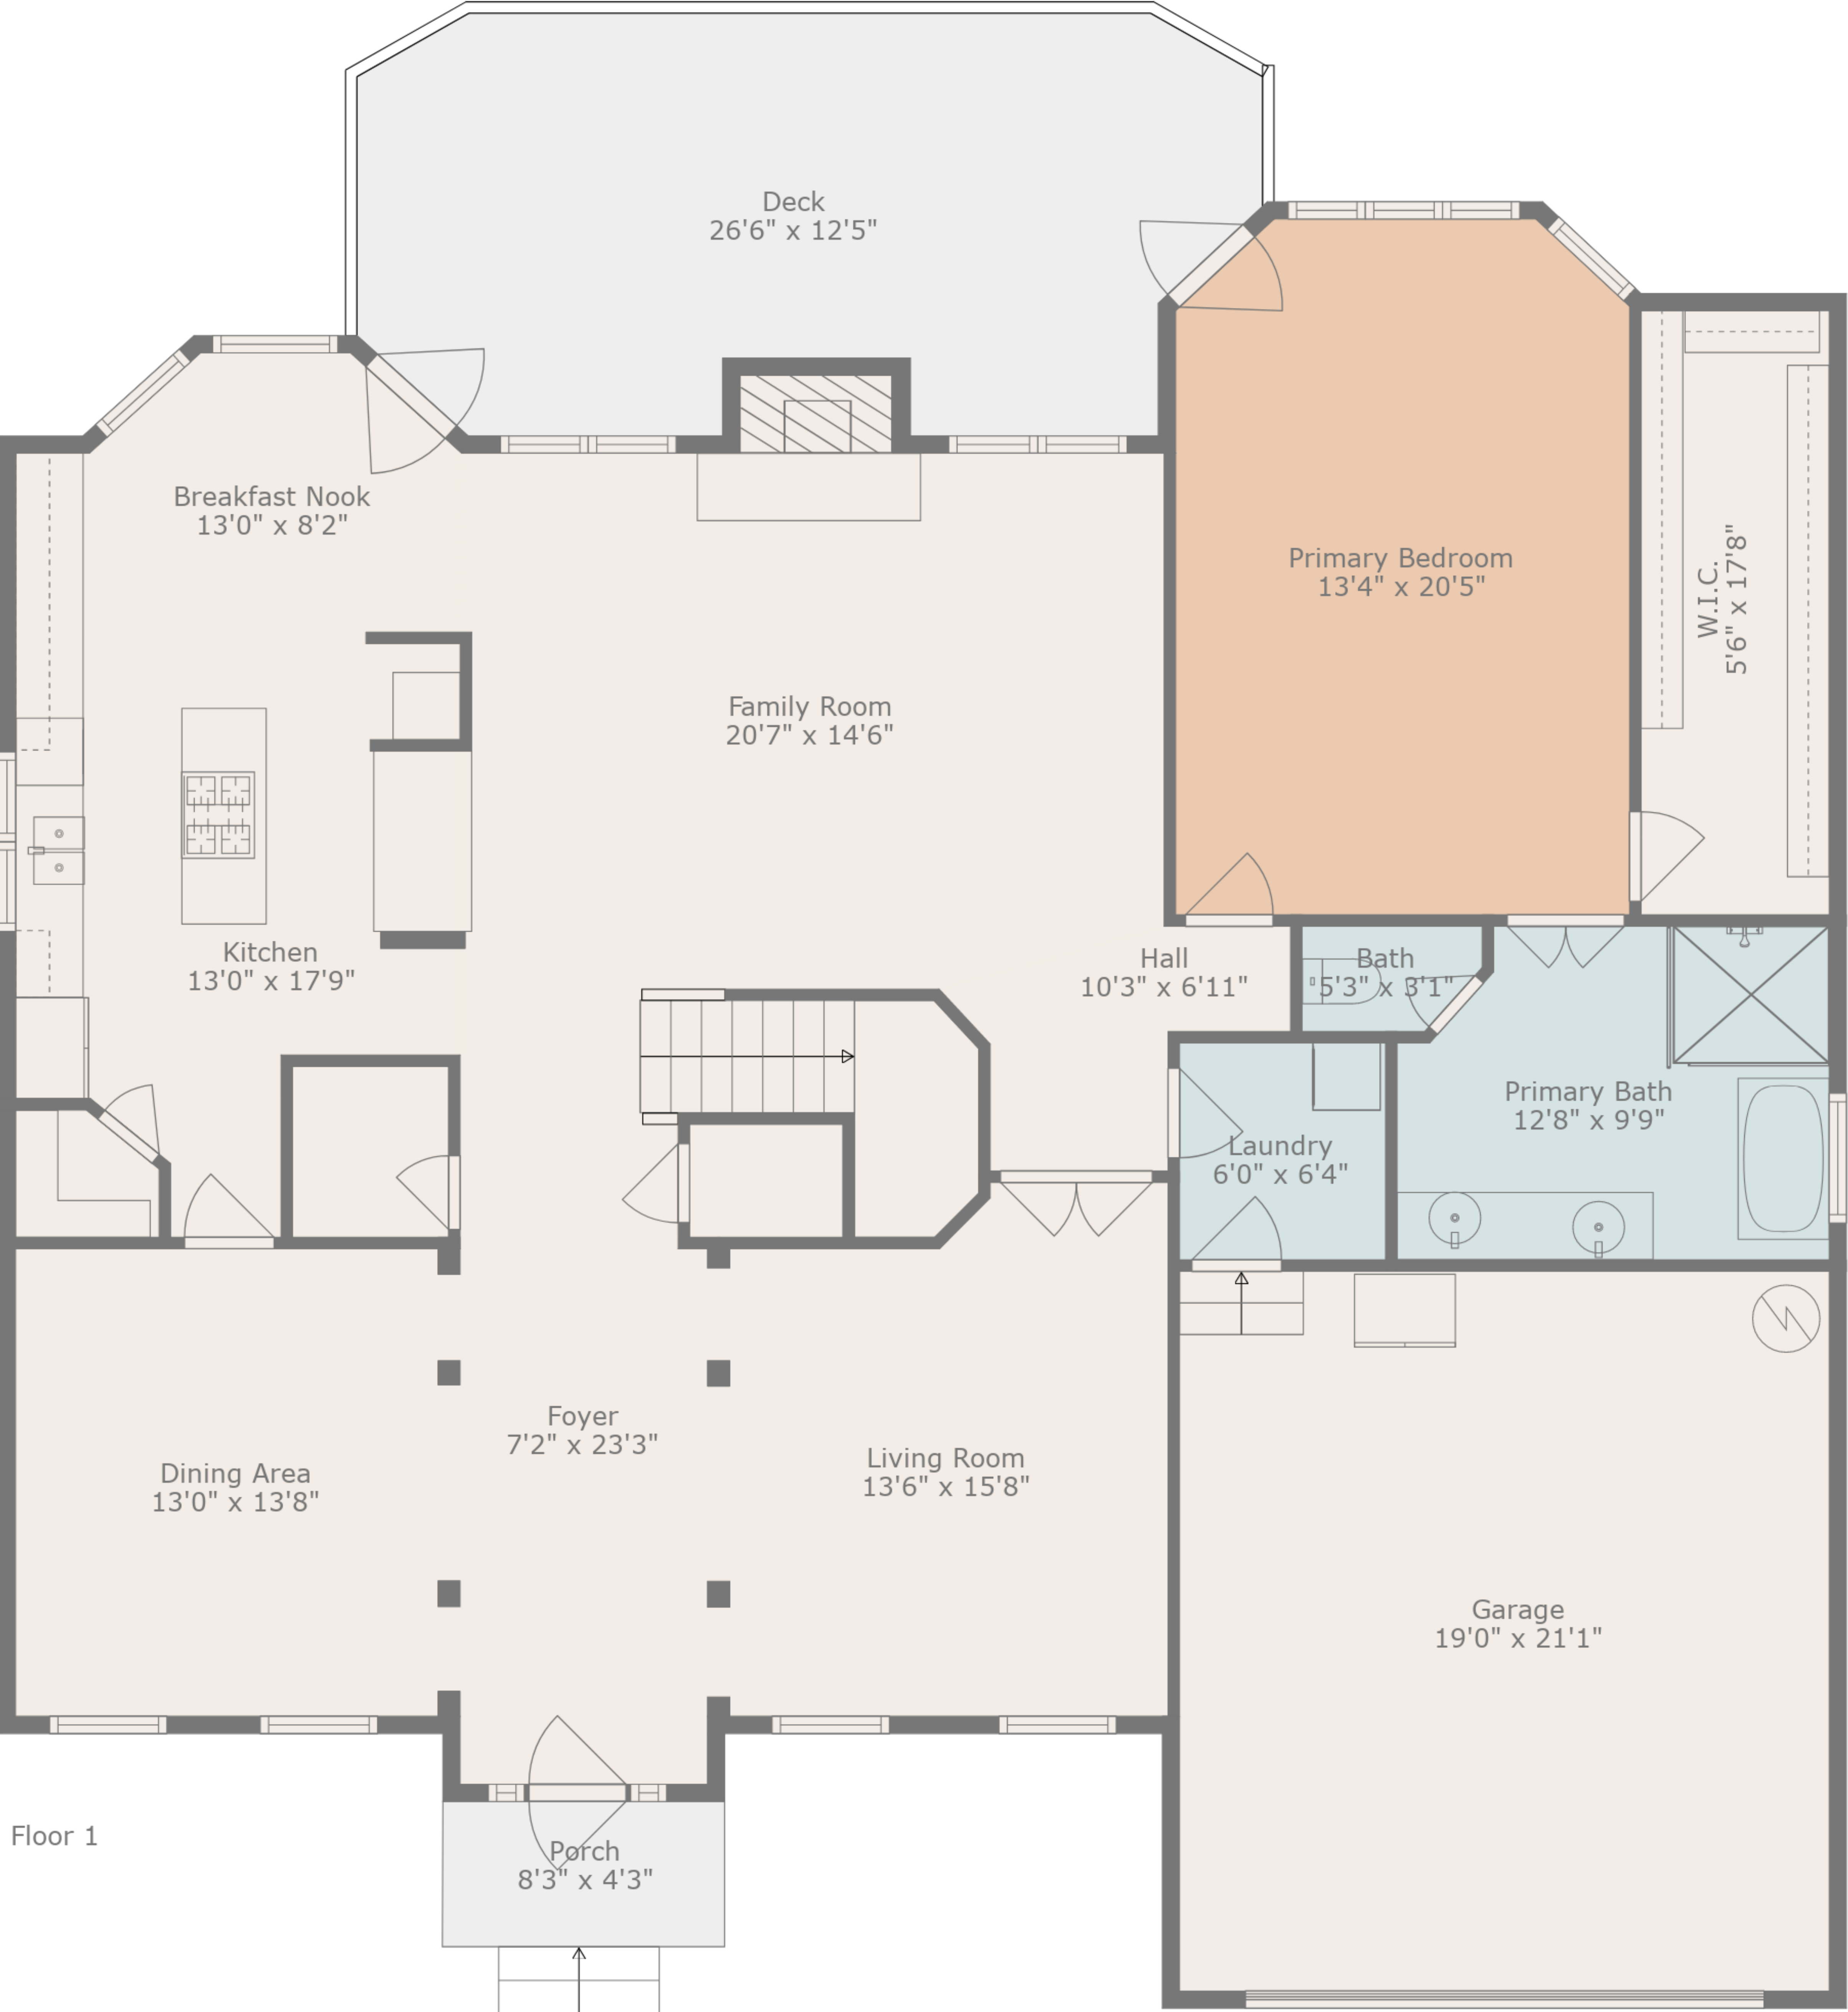 Deck
26'6" x 12'5"
Breakfast Nook
13'0" x 8'2"
Primary Bedroom
13'4" x 20'5"
W.I.C.
5'6" x 17'8"
Family Room
20'7" x 14'6"
Kitchen
13'0" x 17'9"
Hall
10'3" x 6'11"
Bath
5'3" x 3'1"
Primary Bath
12'8" x 9'9"
Laundry
6'0" x 6'4"
Foyer
7'2" x 23'3"
Living Room
13'6" x 15'8"
Dining Area
13'0" x 13'8"
Garage
19'0" x 21'1"
Floor 1
Porch
8'3" x 4'3"